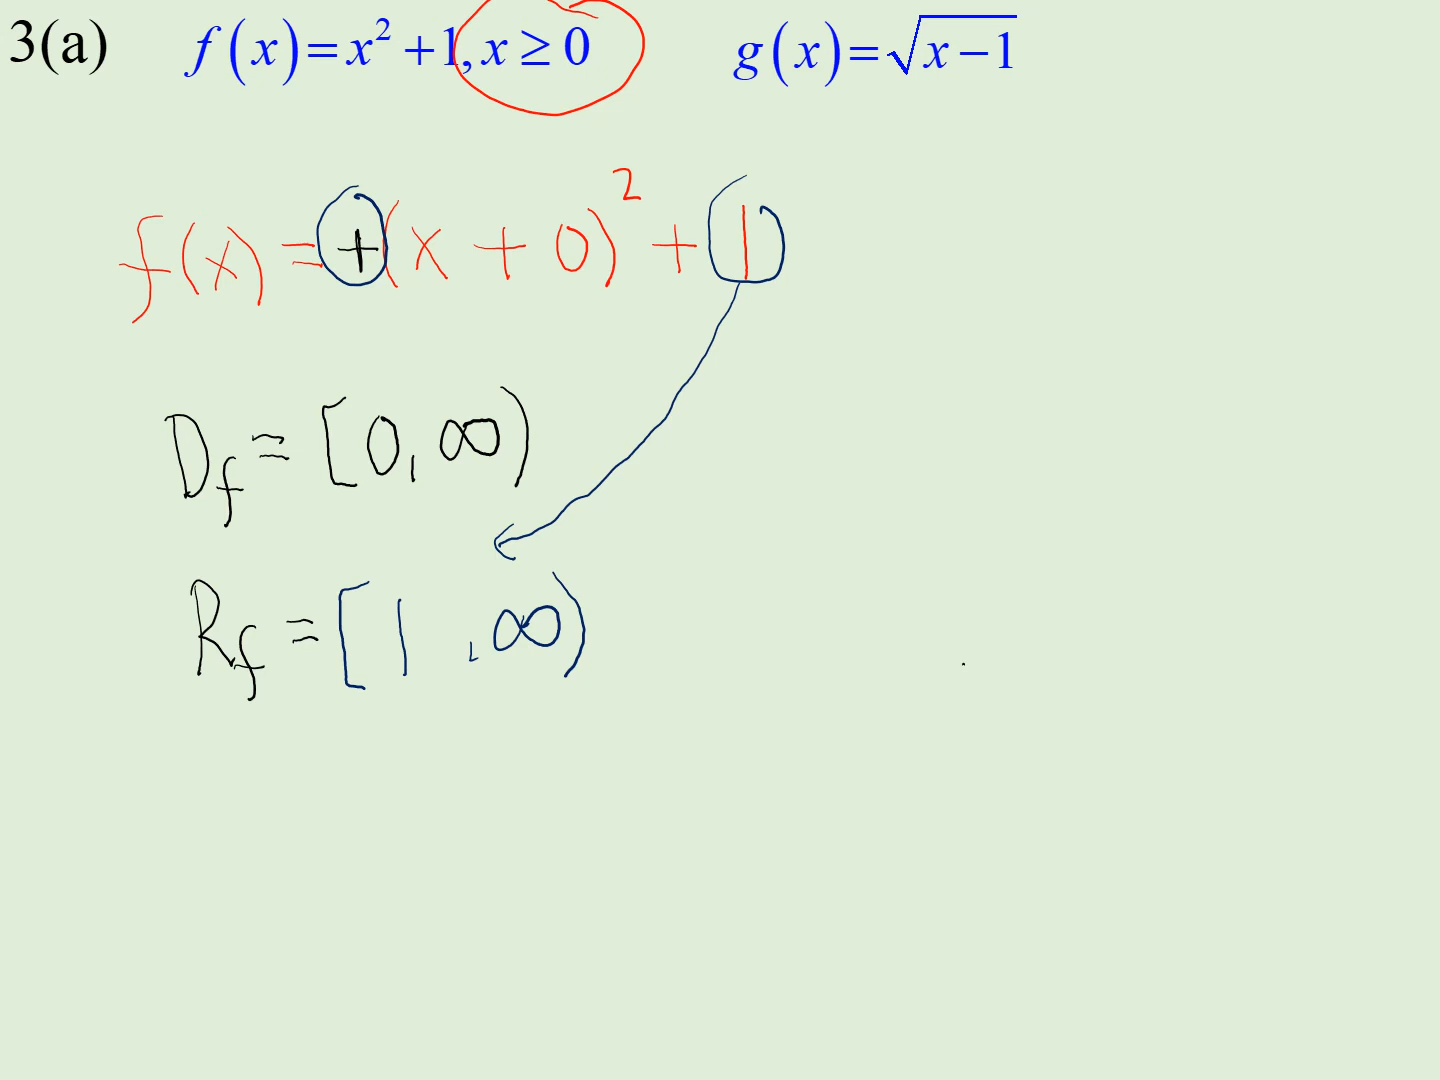 3(a) f(x)=x²+1, x≥0 g(x)=√(x−1)
f(x) = +(x + 0)² + 1
D_f = [0, ∞)
R_f = [1, ∞)